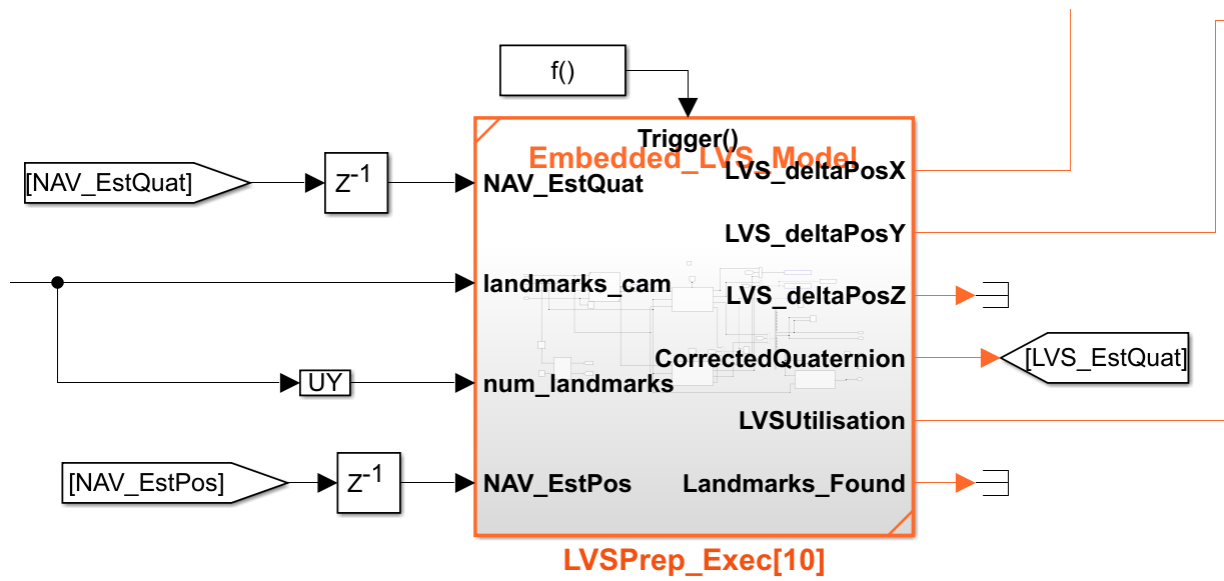 f()
Trigger()
Embedded_LVS_Model
[NAV_EstQuat]
Z-1
NAV_EstQuat
LVS_deltaPosX
LVS_deltaPosY
landmarks_cam
LVS_deltaPosZ
CorrectedQuaternion
[LVS_EstQuat]
UY
num_landmarks
LVSUtilisation
[NAV_EstPos]
Z-1
NAV_EstPos
Landmarks_Found
LVSPrep_Exec[10]